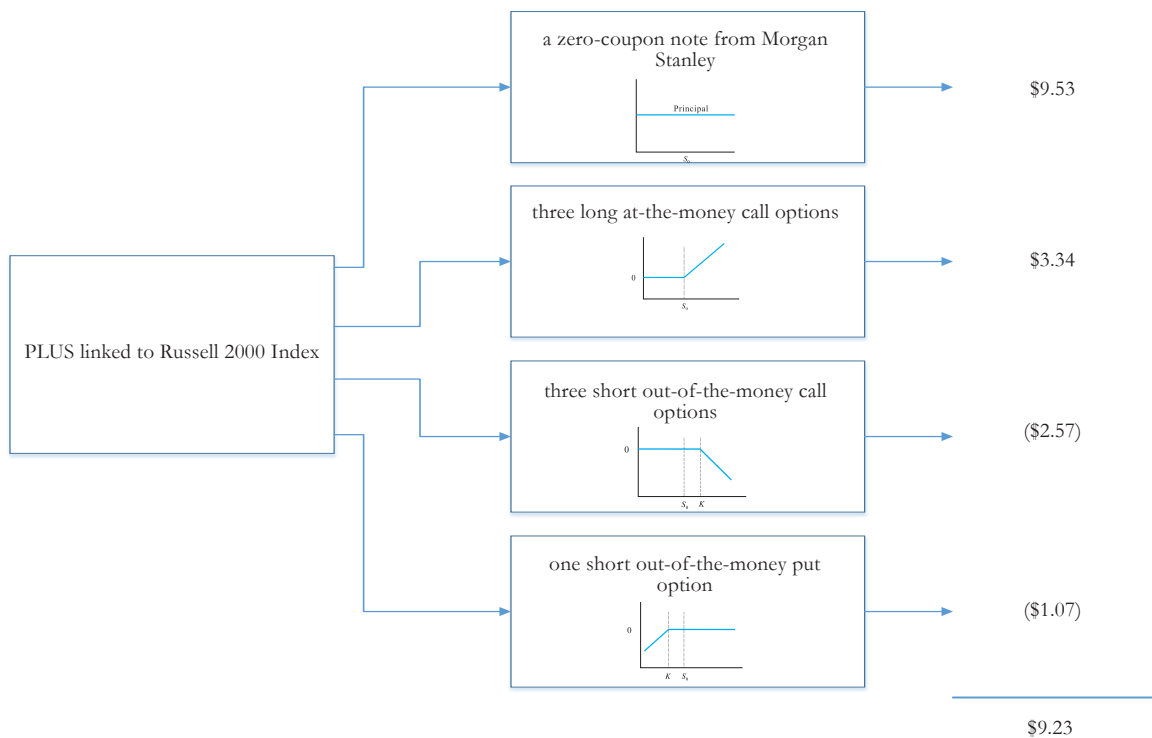 a zero-coupon note from Morgan
Stanley
Principal
S₀
$9.53
three long at-the-money call options
0
S₀
$3.34
PLUS linked to Russell 2000 Index
three short out-of-the-money call
options
0
S₀ K
($2.57)
one short out-of-the-money put
option
0
K S₀
($1.07)
$9.23